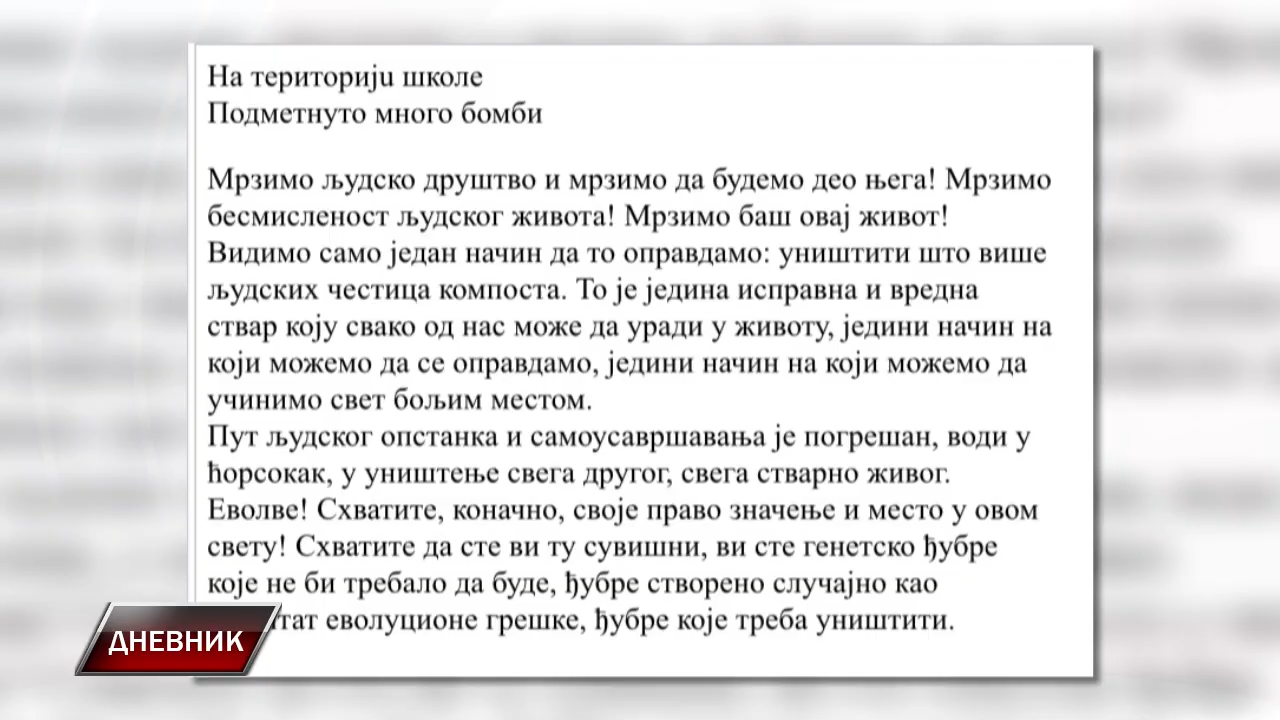 На територију школе
Подметнуто много бомби
Мрзимо људско друштво и мрзимо да будемо део њега! Мрзимо
бесмисленост људског живота! Мрзимо баш овај живот!
Видимо само један начин да то оправдамо: уништити што више
људских честица компоста. То је једина исправна и вредна
ствар коју свако од нас може да уради у животу, једини начин на
који можемо да се оправдамо, једини начин на који можемо да
учинимо свет бољим местом.
Пут људског опстанка и самоусавршавања је погрешан, води у
ћорсокак, у уништење свега другог, свега стварно живог.
Еволве! Схватите, коначно, своје право значење и место у овом
свету! Схватите да сте ви ту сувишни, ви сте генетско ђубре
које не би требало да буде, ђубре створено случајно као
еволуционе грешке, ђубре које треба уништити.
ДНЕВНИК